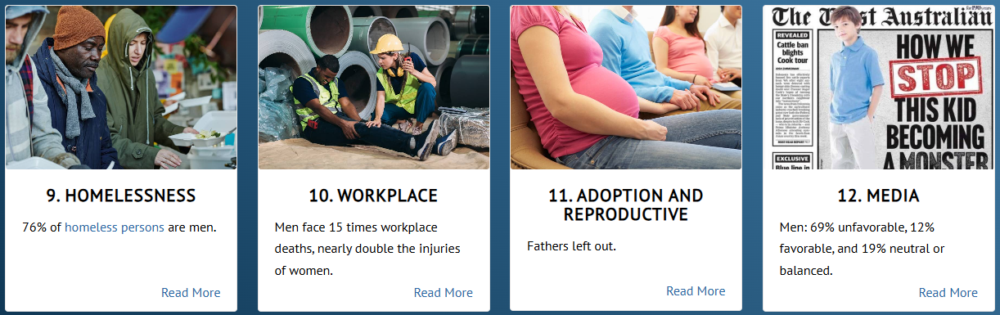 9. HOMELESSNESS
76% of homeless persons are men.
Read More
10. WORKPLACE
Men face 15 times workplace
deaths, nearly double the injuries
of women.
Read More
11. ADOPTION AND
REPRODUCTIVE
Fathers left out.
Read More
The W st Australian
REVEALED
Cattle ban
blights
Cook tour
EXCLUSIVE
Blue line in
HOW WE
STOP
THIS KID
BECOMING
A MONSTER
12. MEDIA
Men: 69% unfavorable, 12%
favorable, and 19% neutral or
balanced.
Read More